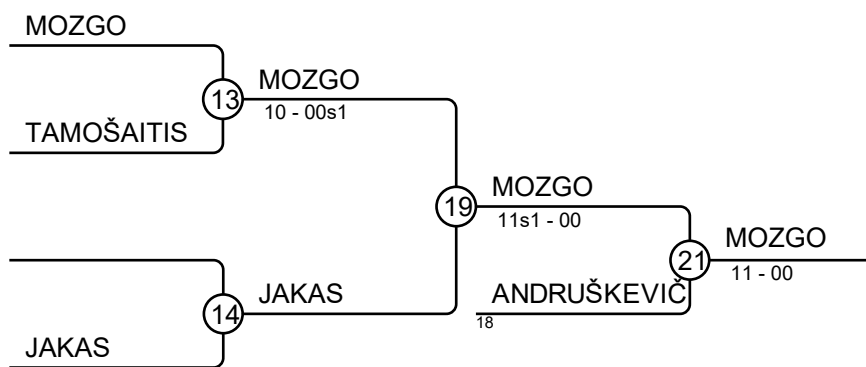 MOZGO
13
MOZGO
10 - 00s1
TAMOŠAITIS
19
MOZGO
11s1 - 00
21
MOZGO
11 - 00
14
JAKAS
ANDRUŠKEVIČ
18
JAKAS